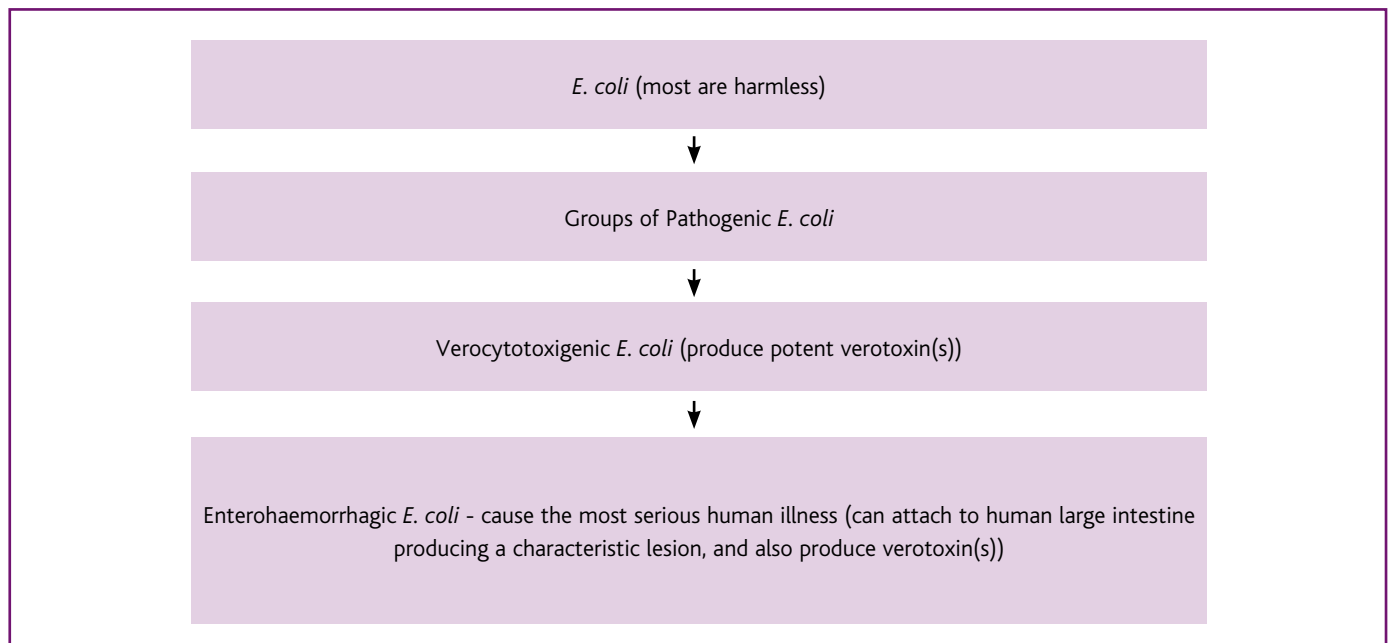 E. coli (most are harmless)
Groups of Pathogenic E. coli
Verocytotoxigenic E. coli (produce potent verotoxin(s))
Enterohaemorrhagic E. coli - cause the most serious human illness (can attach to human large intestine
producing a characteristic lesion, and also produce verotoxin(s))